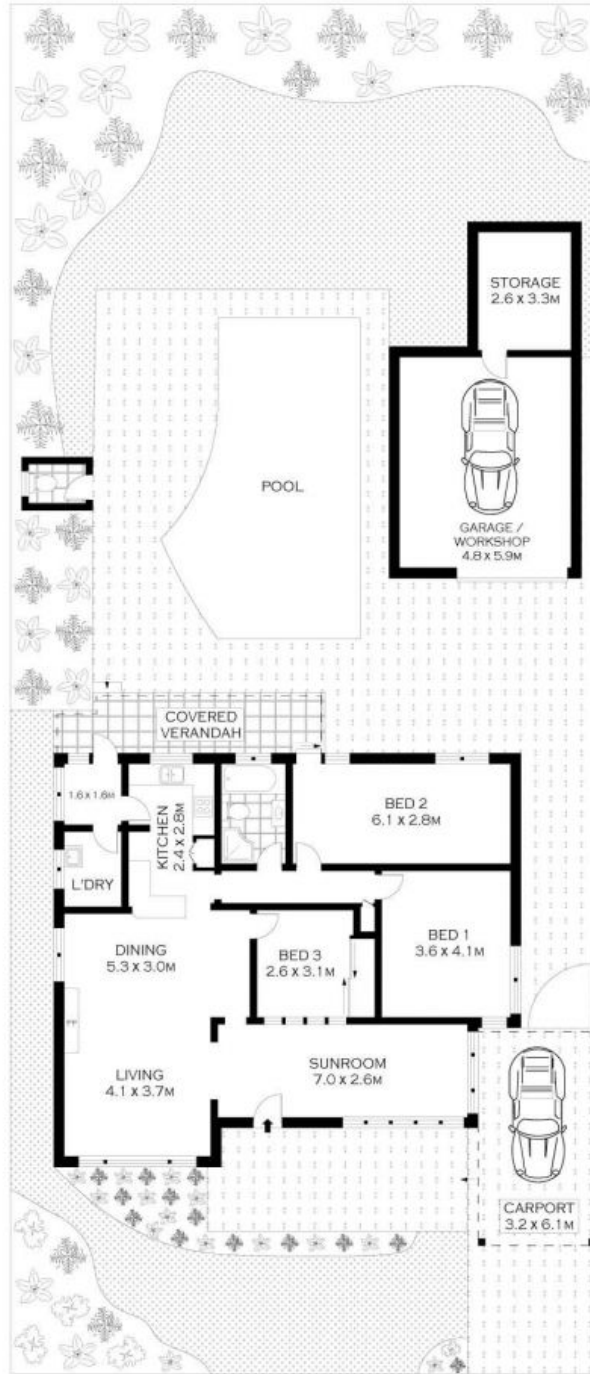 STORAGE
2.6 X 3.3M
POOL
GARAGE /
WORKSHOP
4.8 X 5.9M
COVERED
VERANDAH
1.6 X 1.6M
KITCHEN
2.4 X 2.8M
BED 2
6.1 X 2.8M
L'DRY
DINING
5.3 X 3.0M
BED 3
2.6 X 3.1M
BED 1
3.6 X 4.1M
FP
LIVING
4.1 X 3.7M
SUNROOM
7.0 X 2.6M
CARPORT
3.2 X 6.1M